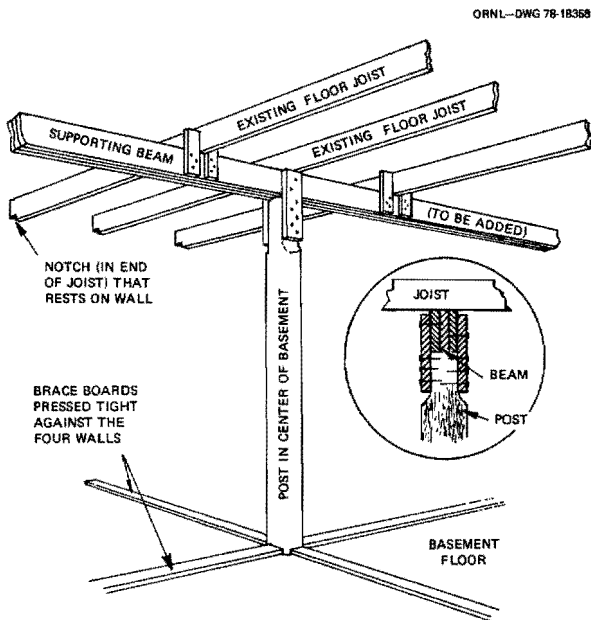 ORNL—DWG 78-18358
EXISTING FLOOR JOIST
SUPPORTING BEAM
EXISTING FLOOR JOIST
(TO BE ADDED)
NOTCH (IN END
OF JOIST) THAT
RESTS ON WALL
JOIST
BEAM
POST
POST IN CENTER OF BASEMENT
BRACE BOARDS
PRESSED TIGHT
AGAINST THE
FOUR WALLS
BASEMENT
FLOOR